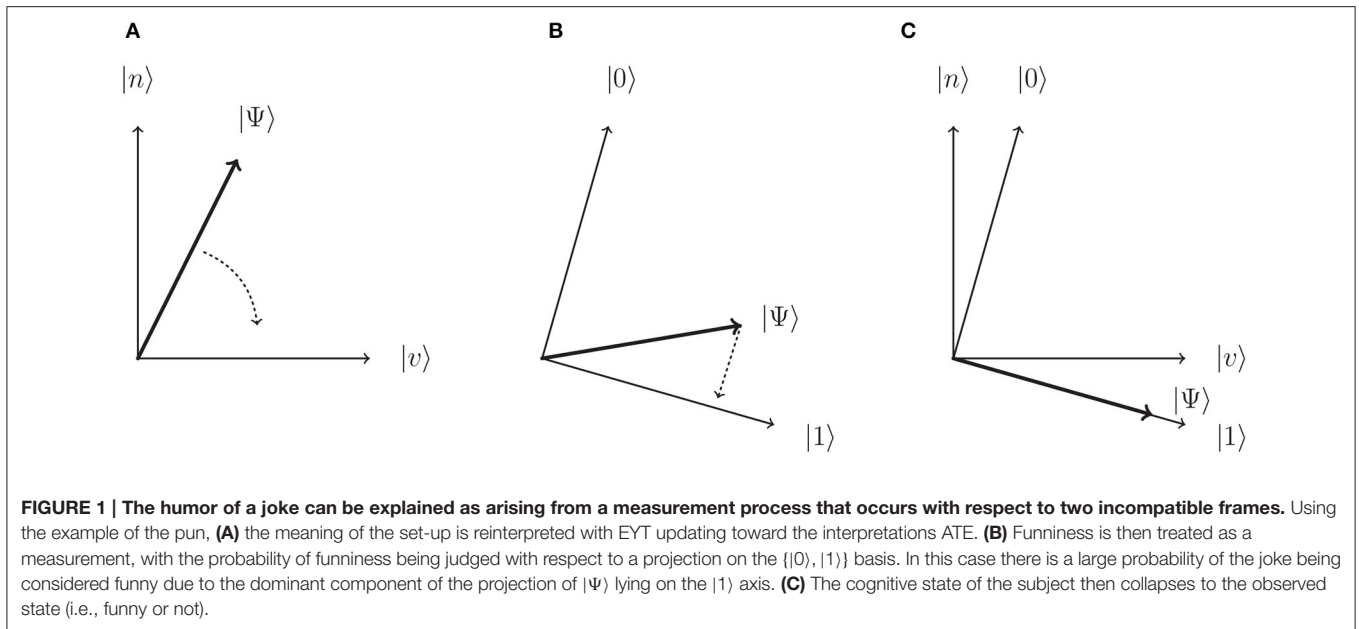 A
B
C
|n⟩
|Ψ⟩
|v⟩
|0⟩
|Ψ⟩
|1⟩
|n⟩
|0⟩
|v⟩
|Ψ⟩
|1⟩
FIGURE 1 | The humor of a joke can be explained as arising from a measurement process that occurs with respect to two incompatible frames. Using
the example of the pun, (A) the meaning of the set-up is reinterpreted with EYT updating toward the interpretations ATE. (B) Funniness is then treated as a
measurement, with the probability of funniness being judged with respect to a projection on the {|0⟩, |1⟩} basis. In this case there is a large probability of the joke being
considered funny due to the dominant component of the projection of |Ψ⟩ lying on the |1⟩ axis. (C) The cognitive state of the subject then collapses to the observed
state (i.e., funny or not).